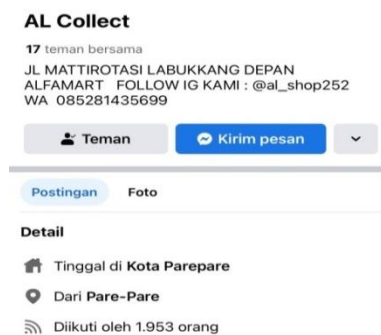 AL Collect
17 teman bersama
JL MATTIROTASI LABUKKANG DEPAN
ALFAMART FOLLOW IG KAMI : @al_shop252
WA 085281435699
Teman
Kirim pesan
Postingan Foto
Detail
Tinggal di Kota Parepare
Dari Pare-Pare
Diikuti oleh 1.953 orang